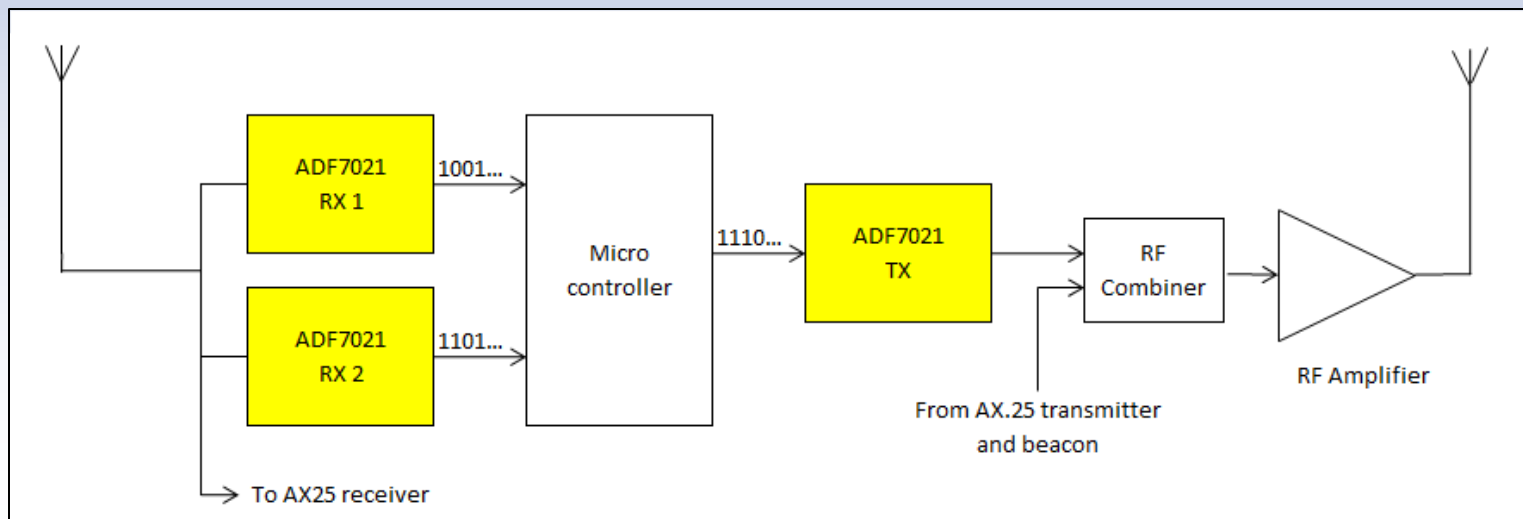 ADF7021
RX 1
1001...
ADF7021
RX 2
1101...
Micro
controller
1110...
ADF7021
TX
RF
Combiner
RF Amplifier
From AX.25 transmitter
and beacon
To AX25 receiver